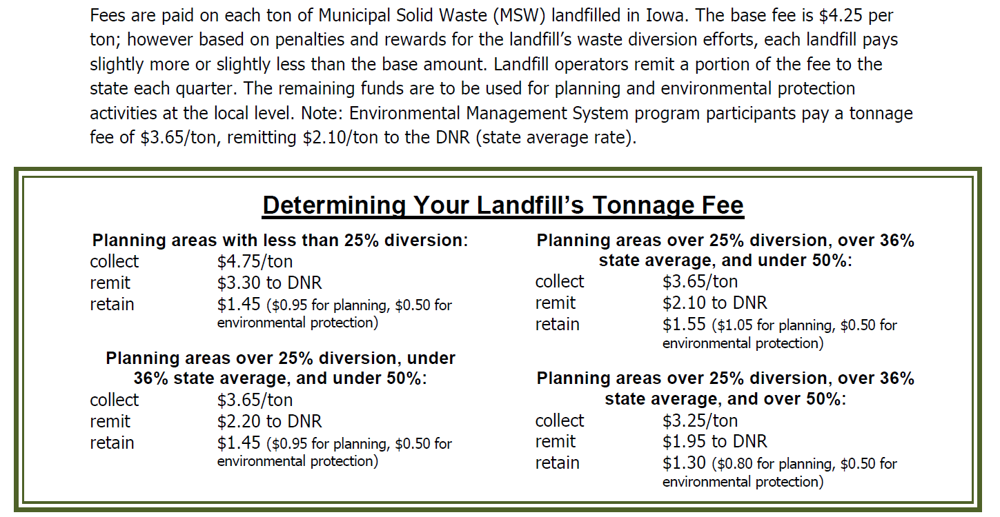 Fees are paid on each ton of Municipal Solid Waste (MSW) landfilled in Iowa. The base fee is $4.25 per
ton; however based on penalties and rewards for the landfill’s waste diversion efforts, each landfill pays
slightly more or slightly less than the base amount. Landfill operators remit a portion of the fee to the
state each quarter. The remaining funds are to be used for planning and environmental protection
activities at the local level. Note: Environmental Management System program participants pay a tonnage
fee of $3.65/ton, remitting $2.10/ton to the DNR (state average rate).
Determining Your Landfill’s Tonnage Fee
Planning areas with less than 25% diversion:
collect $4.75/ton
remit $3.30 to DNR
retain $1.45 ($0.95 for planning, $0.50 for
environmental protection)
Planning areas over 25% diversion, under
36% state average, and under 50%:
collect $3.65/ton
remit $2.20 to DNR
retain $1.45 ($0.95 for planning, $0.50 for
environmental protection)
Planning areas over 25% diversion, over 36%
state average, and under 50%:
collect $3.65/ton
remit $2.10 to DNR
retain $1.55 ($1.05 for planning, $0.50 for
environmental protection)
Planning areas over 25% diversion, over 36%
state average, and over 50%:
collect $3.25/ton
remit $1.95 to DNR
retain $1.30 ($0.80 for planning, $0.50 for
environmental protection)